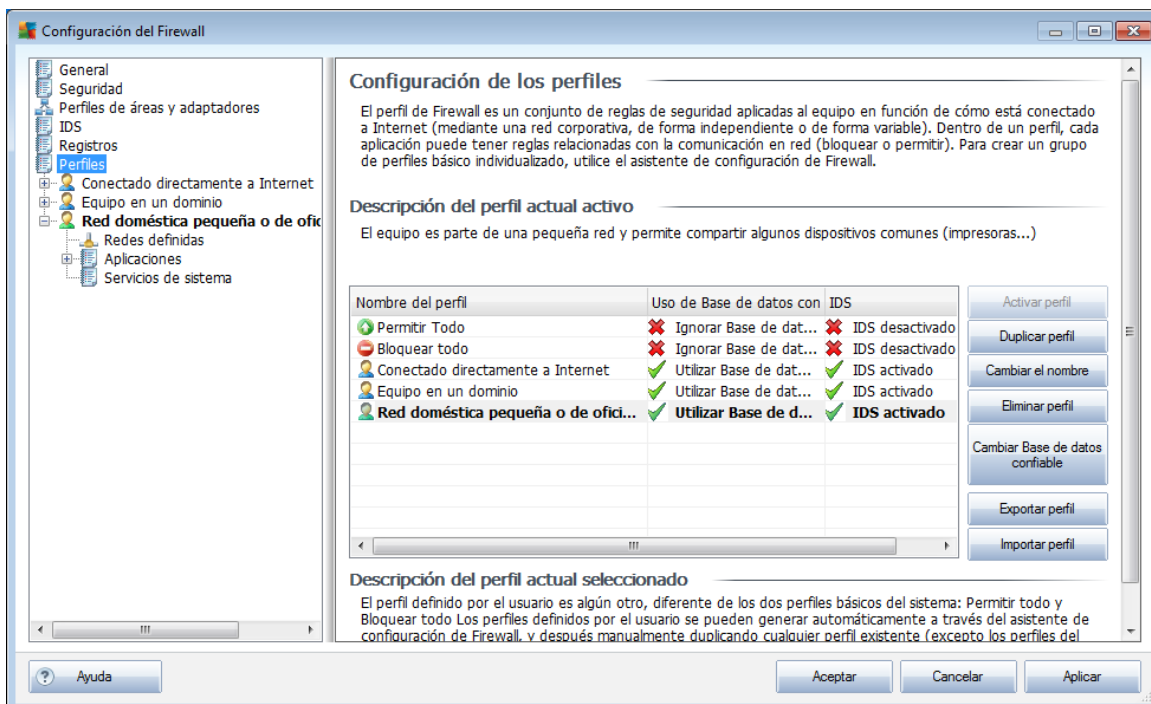 Configuración del Firewall
General
Seguridad
Perfiles de áreas y adaptadores
IDS
Registros
Perfiles
Conectado directamente a Internet
Equipo en un dominio
Red doméstica pequeña o de ofic
Redes definidas
Aplicaciones
Servicios de sistema
Configuración de los perfiles
El perfil de Firewall es un conjunto de reglas de seguridad aplicadas al equipo en función de cómo está conectado
a Internet (mediante una red corporativa, de forma independiente o de forma variable). Dentro de un perfil, cada
aplicación puede tener reglas relacionadas con la comunicación en red (bloquear o permitir). Para crear un grupo
de perfiles básico individualizado, utilice el asistente de configuración de Firewall.
Descripción del perfil actual activo
El equipo es parte de una pequeña red y permite compartir algunos dispositivos comunes (impresoras...)
Nombre del perfil Uso de Base de datos con IDS
Permitir Todo Ignorar Base de dat... IDS desactivado
Bloquear todo Ignorar Base de dat... IDS desactivado
Conectado directamente a Internet Utilizar Base de dat... IDS activado
Equipo en un dominio Utilizar Base de dat... IDS activado
Red doméstica pequeña o de ofici... Utilizar Base de d... IDS activado
Activar perfil
Duplicar perfil
Cambiar el nombre
Eliminar perfil
Cambiar Base de datos
confiable
Exportar perfil
Importar perfil
Descripción del perfil actual seleccionado
El perfil definido por el usuario es algún otro, diferente de los dos perfiles básicos del sistema: Permitir todo y
Bloquear todo Los perfiles definidos por el usuario se pueden generar automáticamente a través del asistente de
configuración de Firewall, y después manualmente duplicando cualquier perfil existente (excepto los perfiles del
Ayuda
Aceptar
Cancelar
Aplicar